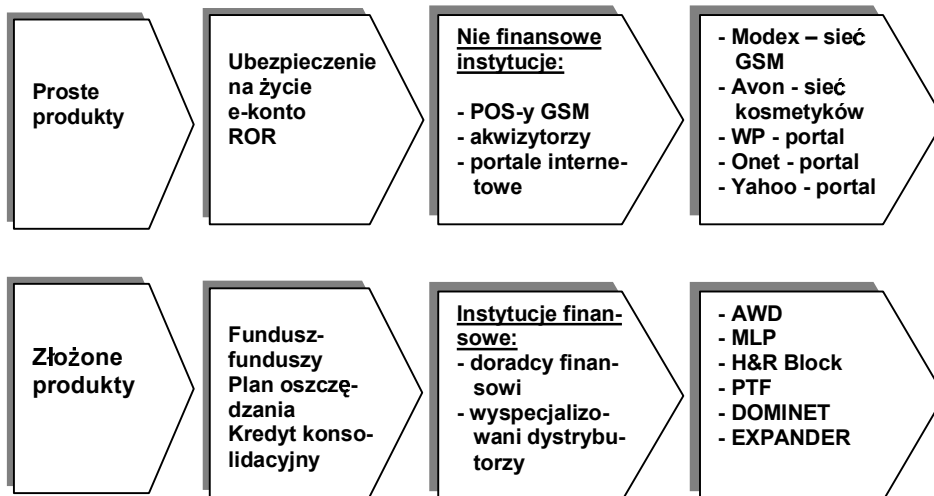 Proste
produkty
Ubezpieczenie
na życie
e-konto
ROR
Nie finansowe
instytucje:
- POS-y GSM
- akwizytorzy
- portale interne-
towe
- Modex – sieć
GSM
- Avon - sieć
kosmetyków
- WP - portal
- Onet - portal
- Yahoo - portal
Złożone
produkty
Fundusz-
funduszy
Plan oszczę-
dzania
Kredyt konso-
lidacyjny
Instytucje finan-
sowe:
- doradcy finan-
sowi
- wyspecjalizo-
wani dystrybu-
torzy
- AWD
- MLP
- H&R Block
- PTF
- DOMINET
- EXPANDER